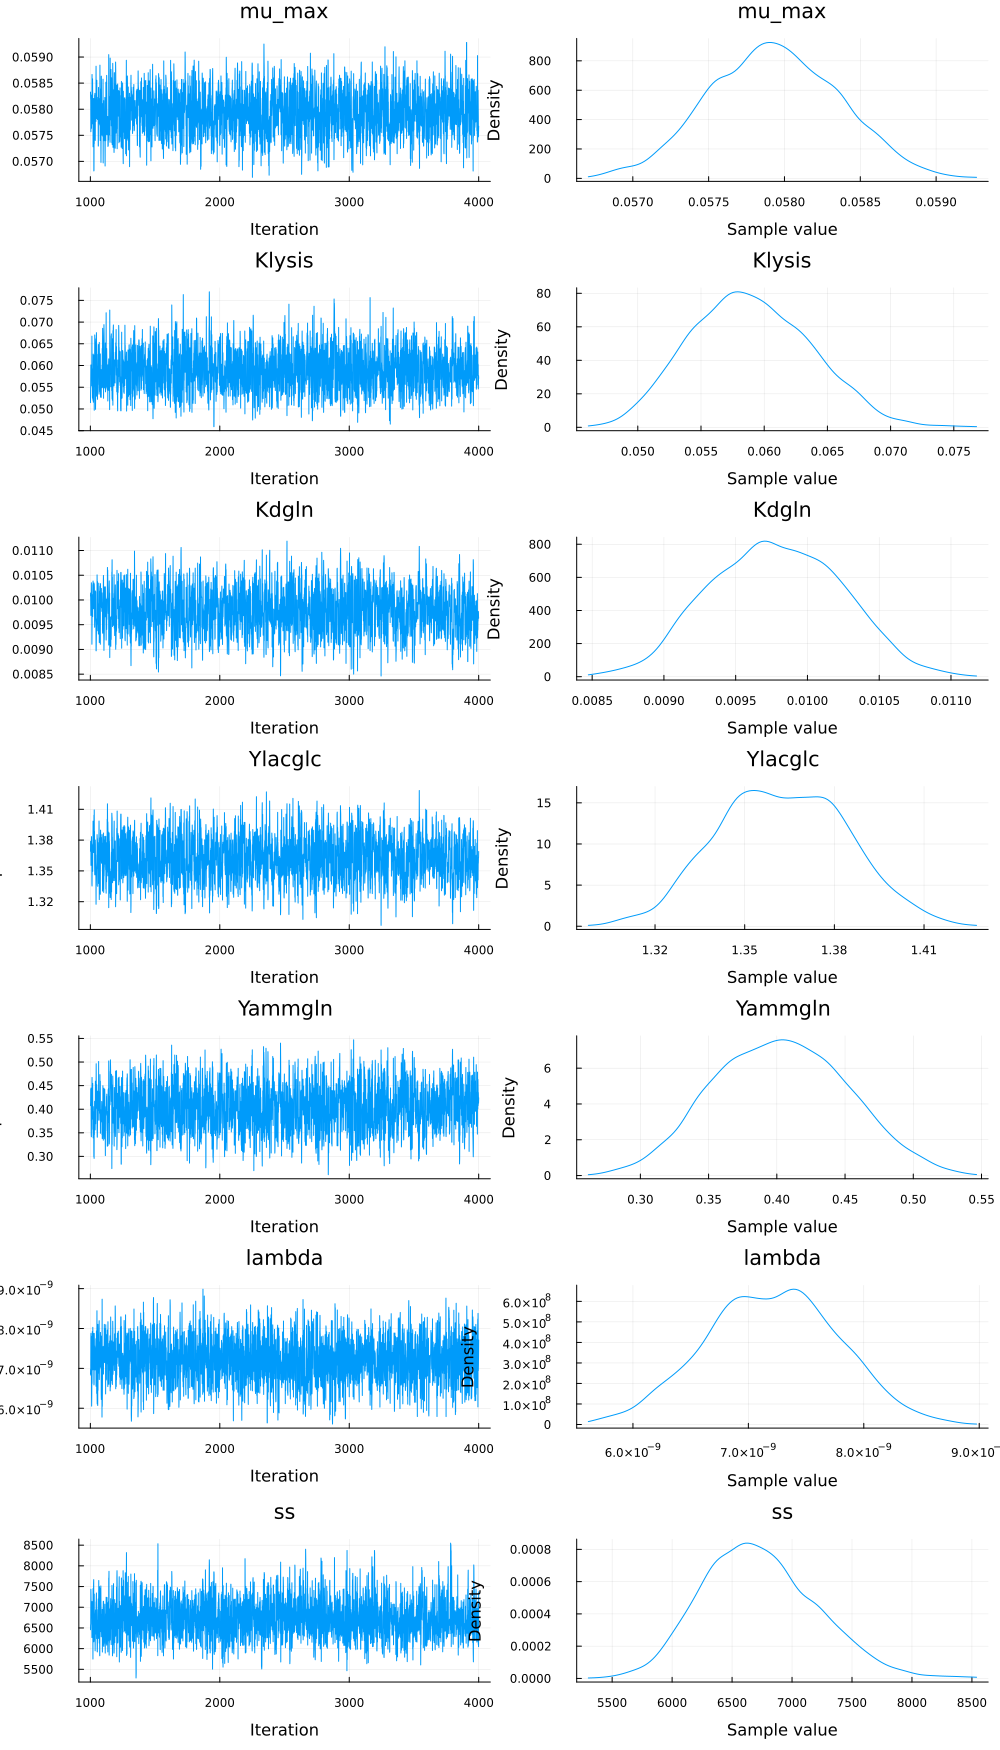 mu_max mu_max
0.0590
0.0585
0.0580
0.0575
0.0570
1000 2000 3000 4000
Iteration
Density
800
600
400
200
0
0.0570 0.0575 0.0580 0.0585 0.0590
Sample value
Klysis Klysis
0.075
0.070
0.065
0.060
0.055
0.050
0.045
1000 2000 3000 4000
Iteration
Density
80
60
40
20
0
0.050 0.055 0.060 0.065 0.070 0.075
Sample value
Kdgln Kdgln
0.0110
0.0105
0.0100
0.0095
0.0090
0.0085
1000 2000 3000 4000
Iteration
Density
800
600
400
200
0
0.0085 0.0090 0.0095 0.0100 0.0105 0.0110
Sample value
Ylacglc Ylacglc
1.41
1.38
1.35
1.32
1000 2000 3000 4000
Iteration
Density
15
10
5
0
1.32 1.35 1.38 1.41
Sample value
Yammgln Yammgln
0.55
0.50
0.45
0.40
0.35
0.30
1000 2000 3000 4000
Iteration
Density
6
4
2
0
0.30 0.35 0.40 0.45 0.50 0.55
Sample value
lambda lambda
9.0×10⁻⁹
8.0×10⁻⁹
7.0×10⁻⁹
6.0×10⁻⁹
1000 2000 3000 4000
Iteration
Density
6.0×10⁸
5.0×10⁸
4.0×10⁸
3.0×10⁸
2.0×10⁸
1.0×10⁸
0
6.0×10⁻⁹ 7.0×10⁻⁹ 8.0×10⁻⁹ 9.0×10⁻
Sample value
ss ss
8500
8000
7500
7000
6500
6000
5500
1000 2000 3000 4000
Iteration
Density
0.0008
0.0006
0.0004
0.0002
0.0000
5500 6000 6500 7000 7500 8000 8500
Sample value